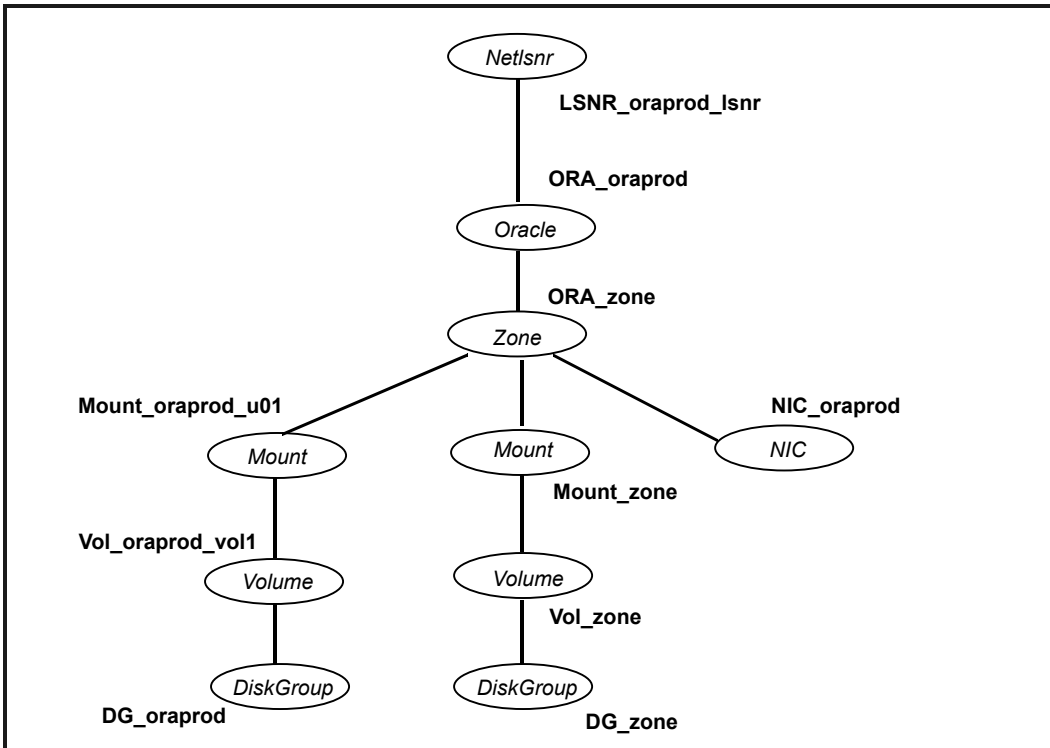 Netlsnr
LSNR_oraprod_lsnr
ORA_oraprod
Oracle
ORA_zone
Zone
Mount_oraprod_u01
NIC_oraprod
Mount
Mount
NIC
Mount_zone
Vol_oraprod_vol1
Volume
Volume
Vol_zone
DiskGroup
DiskGroup
DG_oraprod
DG_zone